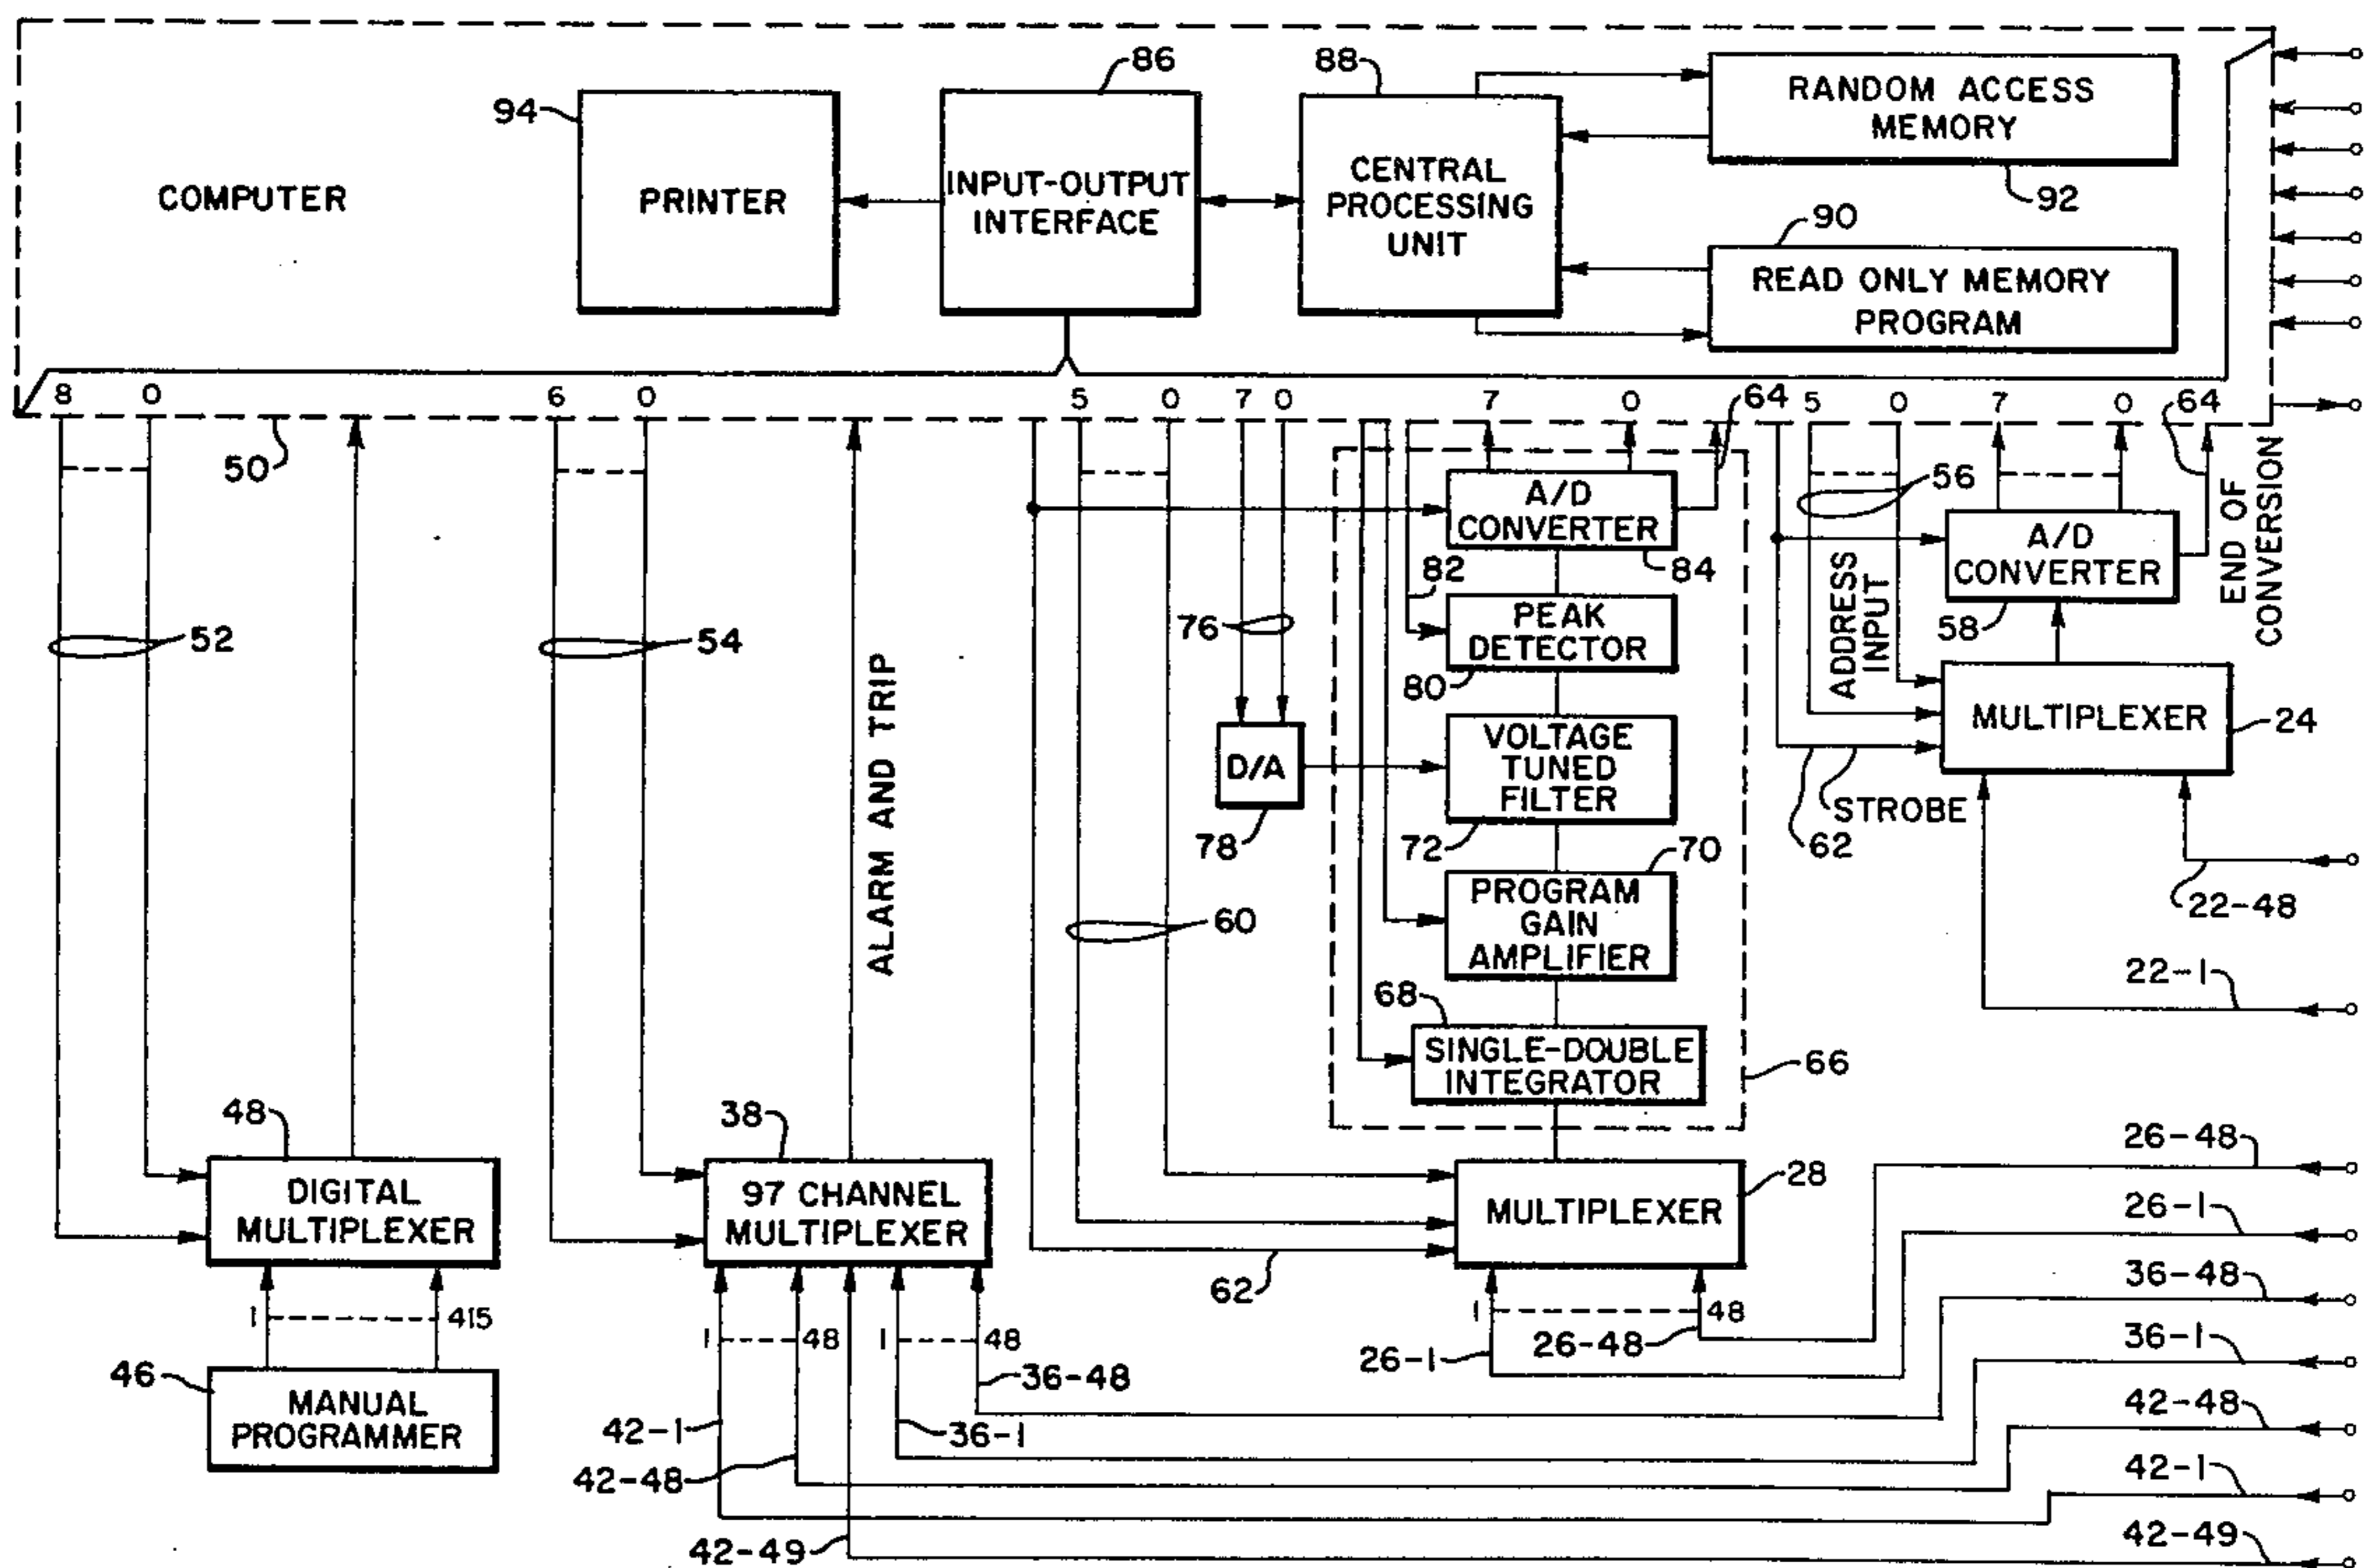 86
88
94
COMPUTER
PRINTER
INPUT-OUTPUT
INTERFACE
CENTRAL
PROCESSING
UNIT
RANDOM ACCESS
MEMORY
92
90
READ ONLY MEMORY
PROGRAM
8 0 6 0 5 0 7 0 7 0 64 5 0 7 0 64
50
52
54
ALARM AND TRIP
76
D/A
78
60
A/D
CONVERTER
84
82
PEAK
DETECTOR
80
VOLTAGE
TUNED
FILTER
72
70
PROGRAM
GAIN
AMPLIFIER
68
SINGLE-DOUBLE
INTEGRATOR
66
56
ADDRESS
INPUT
A/D
CONVERTER
58
END OF
CONVERSION
MULTIPLEXER
24
STROBE
62
22-48
22-1
48
DIGITAL
MULTIPLEXER
1 415
46
MANUAL
PROGRAMMER
38
97 CHANNEL
MULTIPLEXER
1 48 1 48
42-1
42-48
42-49
36-1
36-48
MULTIPLEXER
28
62
1 48
26-1
26-48
26-48
26-1
36-48
36-1
42-48
42-1
42-49